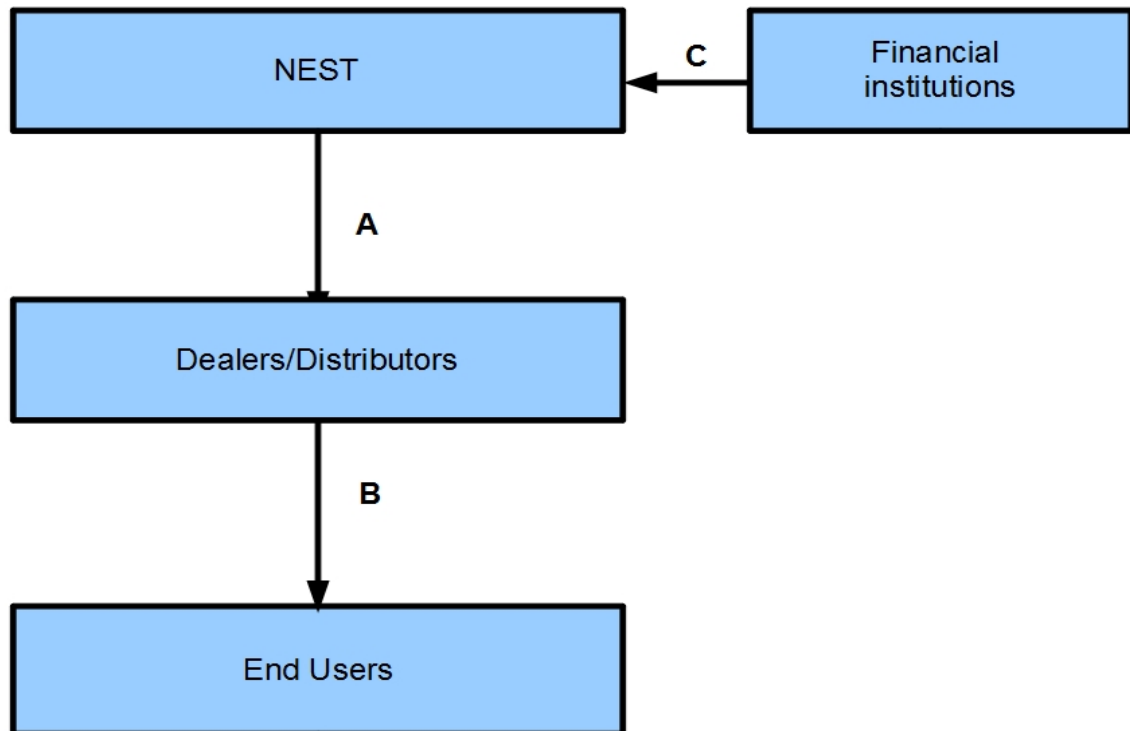 NEST
C
Financial
institutions
A
Dealers/Distributors
B
End Users